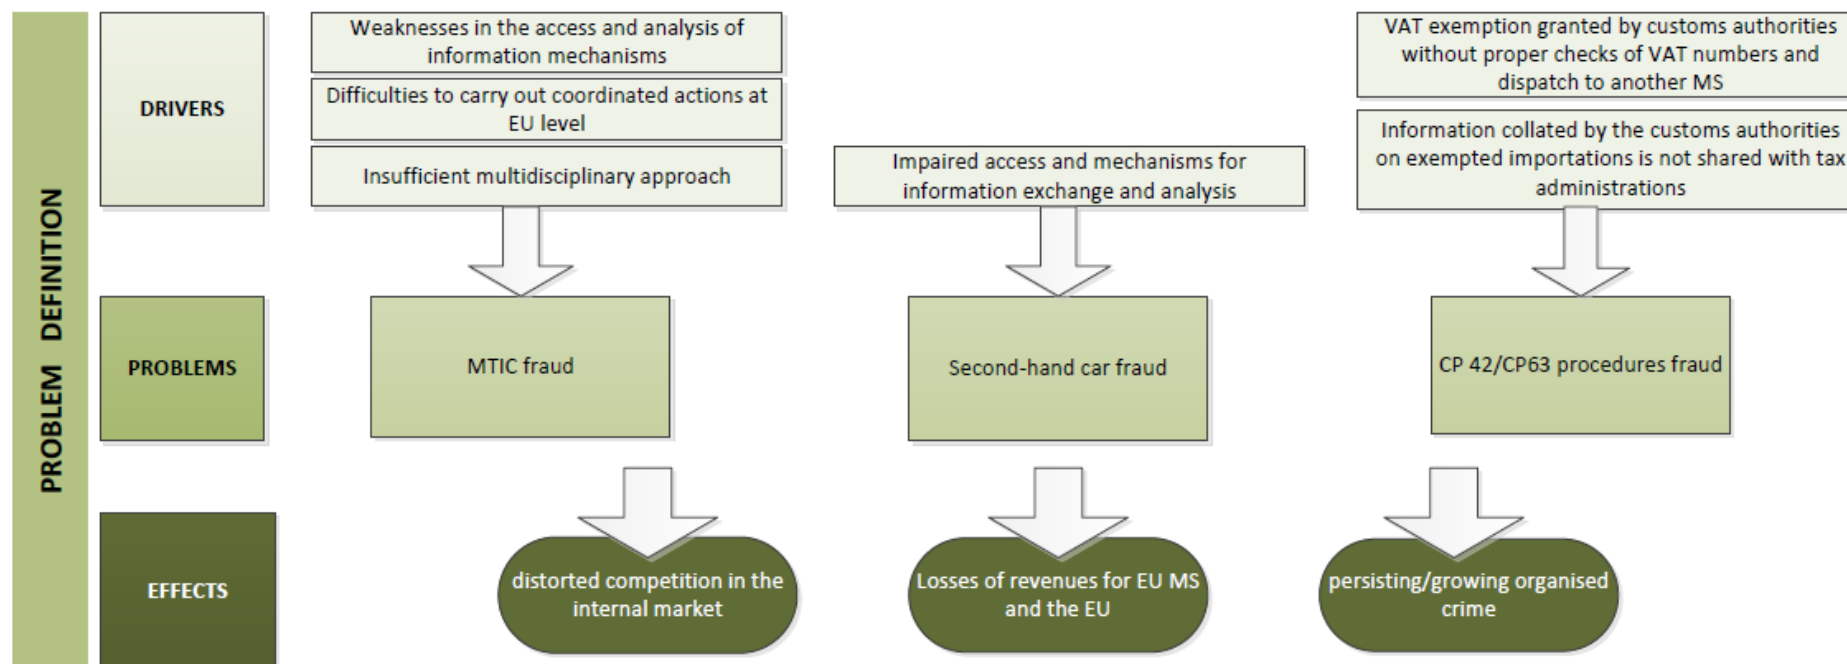 PROBLEM DEFINITION
DRIVERS
Weaknesses in the access and analysis of
information mechanisms
Difficulties to carry out coordinated actions at
EU level
Insufficient multidisciplinary approach
Impaired access and mechanisms for
information exchange and analysis
VAT exemption granted by customs authorities
without proper checks of VAT numbers and
dispatch to another MS
Information collated by the customs authorities
on exempted importations is not shared with tax
administrations
PROBLEMS
MTIC fraud
Second-hand car fraud
CP 42/CP63 procedures fraud
EFFECTS
distorted competition in the
internal market
Losses of revenues for EU MS
and the EU
persisting/growing organised
crime